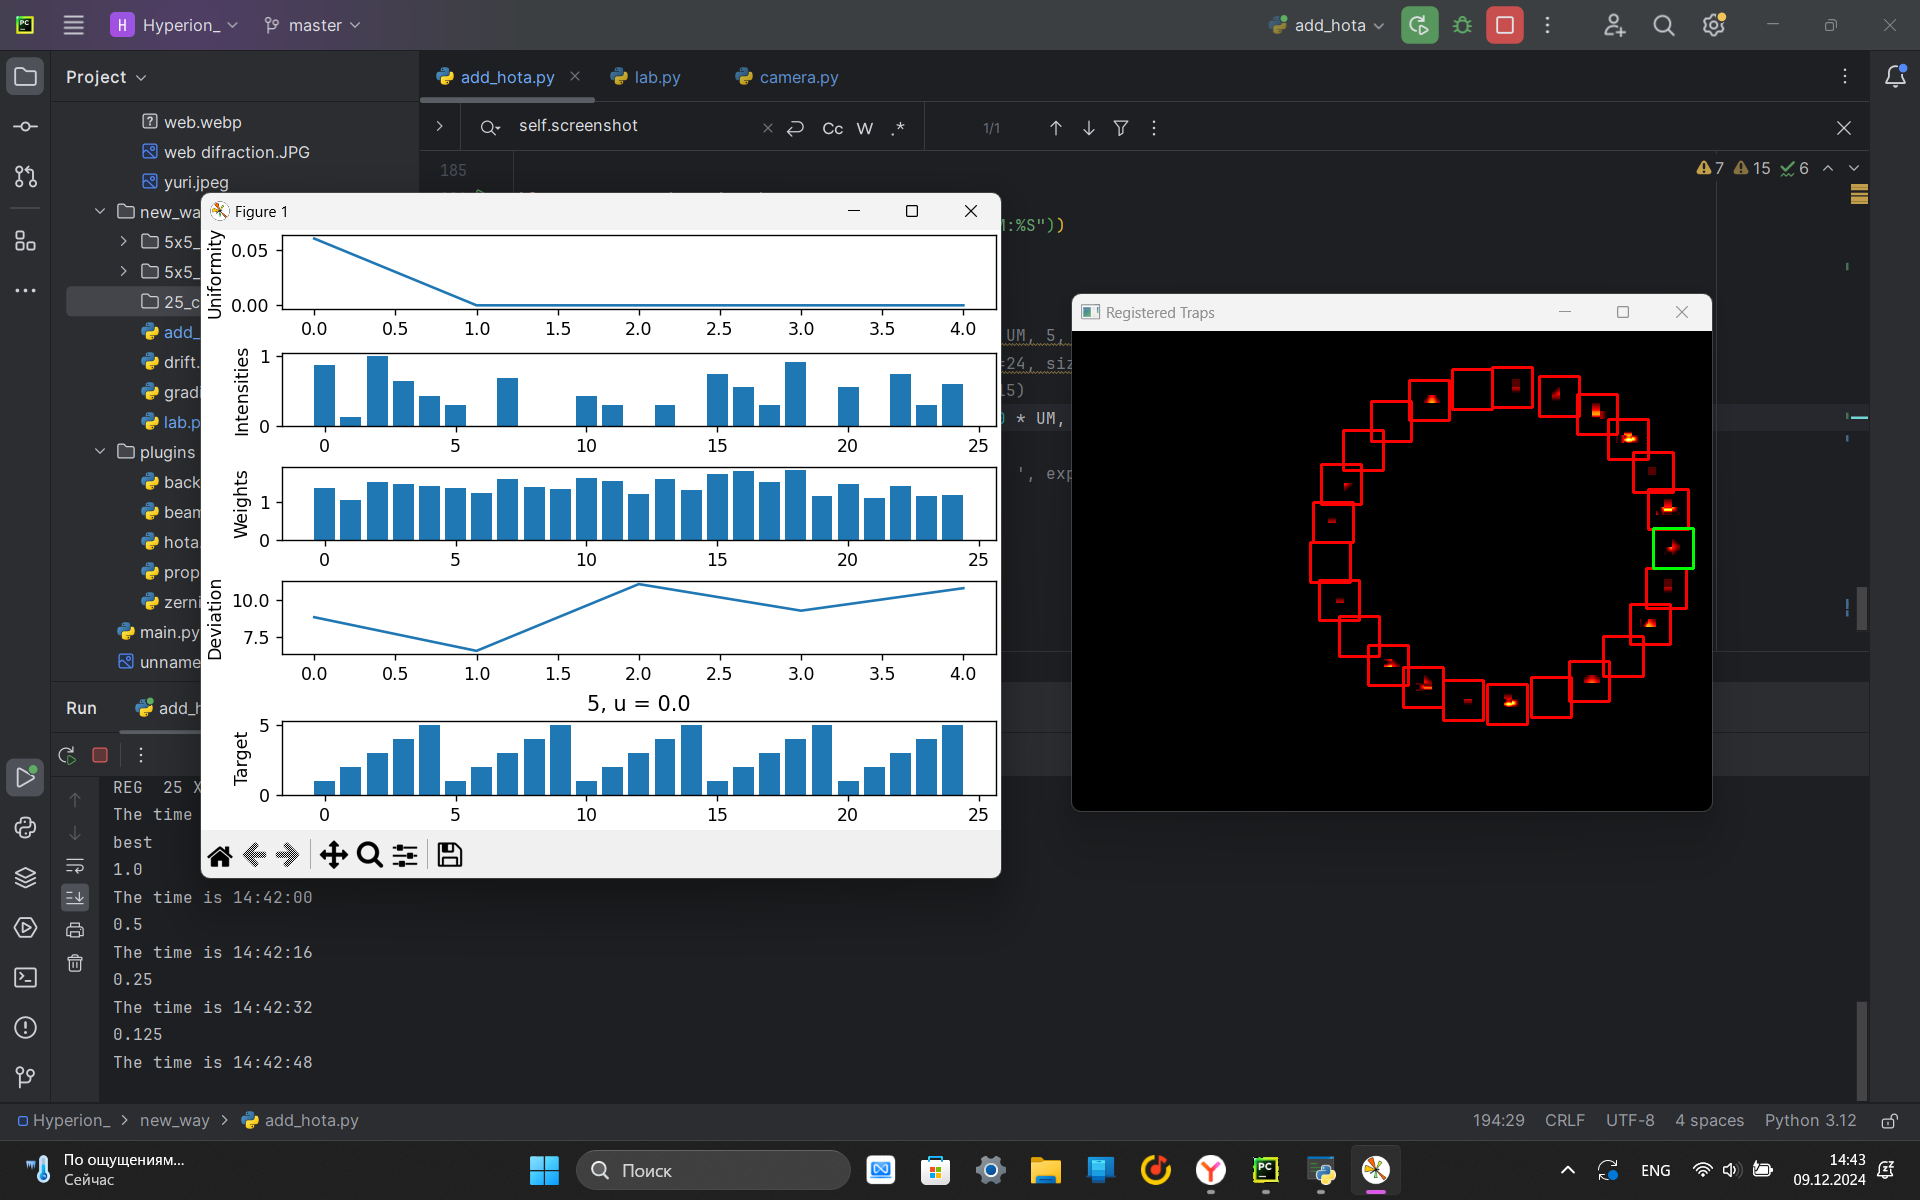 PC
H Hyperion_
master
add_hota
Project
add_hota.py
lab.py
camera.py
web.webp
web difraction.JPG
yuri.jpeg
self.screenshot
Cc W .*
1/1
185
7 15 6
new_wa
5x5_
5x5_
25_c
add_
drift.
gradi
lab.p
plugins
back
beam
hota
prop
zerni
main.py
unname
M:%S"))
UM, 5,
=24, siz
* UM,
', exp
Figure 1
Uniformity
0.05
0.00
0.0 0.5 1.0 1.5 2.0 2.5 3.0 3.5 4.0
Intensities
1
0
0 5 10 15 20 25
Weights
1
0
0 5 10 15 20 25
Deviation
10.0
7.5
0.0 0.5 1.0 1.5 2.0 2.5 3.0 3.5 4.0
5, u = 0.0
Target
5
0
0 5 10 15 20 25
Registered Traps
Run
add_h
REG 25 X
The time
best
1.0
The time is 14:42:00
0.5
The time is 14:42:16
0.25
The time is 14:42:32
0.125
The time is 14:42:48
Hyperion_ > new_way > add_hota.py
194:29 CRLF UTF-8 4 spaces Python 3.12
По ощущениям...
Сейчас
Поиск
PC
ENG
14:43
09.12.2024